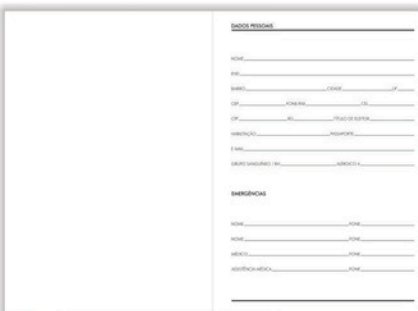 DADOS PESSOAIS
NOME
END.
BAIRRO CIDADE UF
CEP FONE/FAX CEL.
CPF RG TÍTULO DE ELEITOR
HABILITAÇÃO PASSAPORTE
E-MAIL
GRUPO SANGUÍNEO / RH ALÉRGICO A
EMERGÊNCIAS
NOME FONE
NOME FONE
MÉDICO FONE
ASSISTÊNCIA MÉDICA FONE